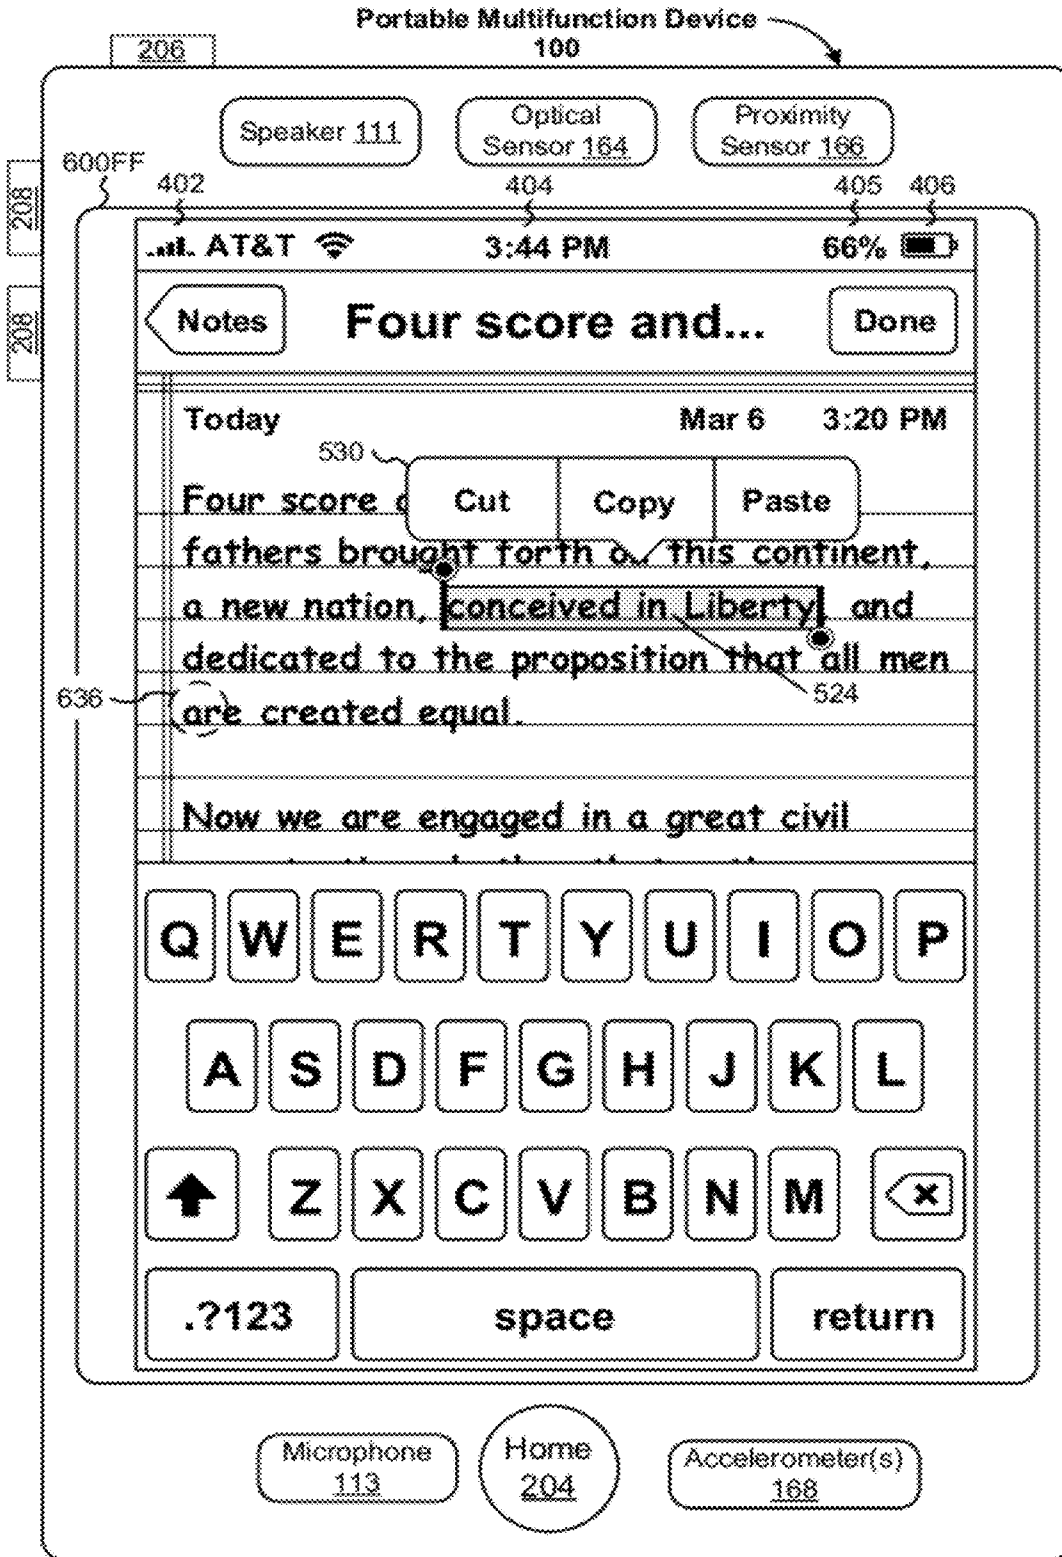 Portable Multifunction Device
100
206
Speaker 111
Optical
Sensor 164
Proximity
Sensor 166
600FF
402
404
405
406
208
208
AT&T 3:44 PM 66%
Notes Four score and... Done
Today Mar 6 3:20 PM
530
Cut Copy Paste
Four score
fathers brought forth this continent,
a new nation, conceived in Liberty and
dedicated to the proposition that all men
524
636
are created equal.
Now we are engaged in a great civil
Q W E R T Y U I O P
A S D F G H J K L
Z X C V B N M
.?123 space return
Microphone
113
Home
204
Accelerometer(s)
168